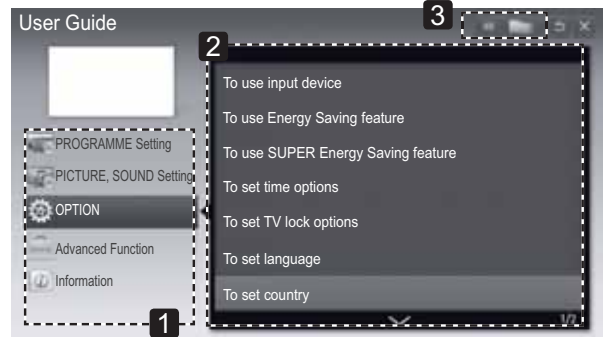 User Guide
3
2
To use input device
To use Energy Saving feature
To use SUPER Energy Saving feature
To set time options
To set TV lock options
To set language
To set country
1/2
PROGRAMME Setting
PICTURE, SOUND Setting
OPTION
Advanced Function
Information
1